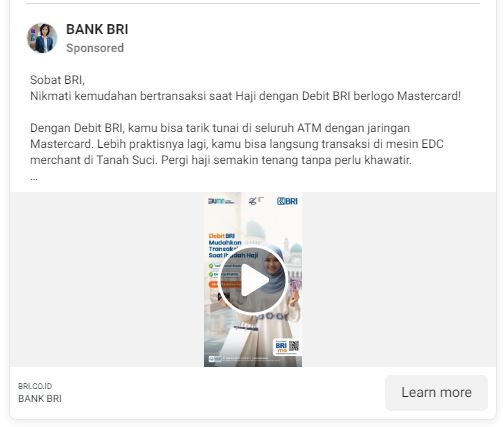 BANK BRI
Sponsored
Sobat BRI,
Nikmati kemudahan bertransaksi saat Haji dengan Debit BRI berlogo Mastercard!
Dengan Debit BRI, kamu bisa tarik tunai di seluruh ATM dengan jaringan
Mastercard. Lebih praktisnya lagi, kamu bisa langsung transaksi di mesin EDC
merchant di Tanah Suci. Pergi haji semakin tenang tanpa perlu khawatir.
...
BRI
Debit BRI
Mudahkan
Saat Ibadah Haji
BRI
BRI.CO.ID
BANK BRI
Learn more